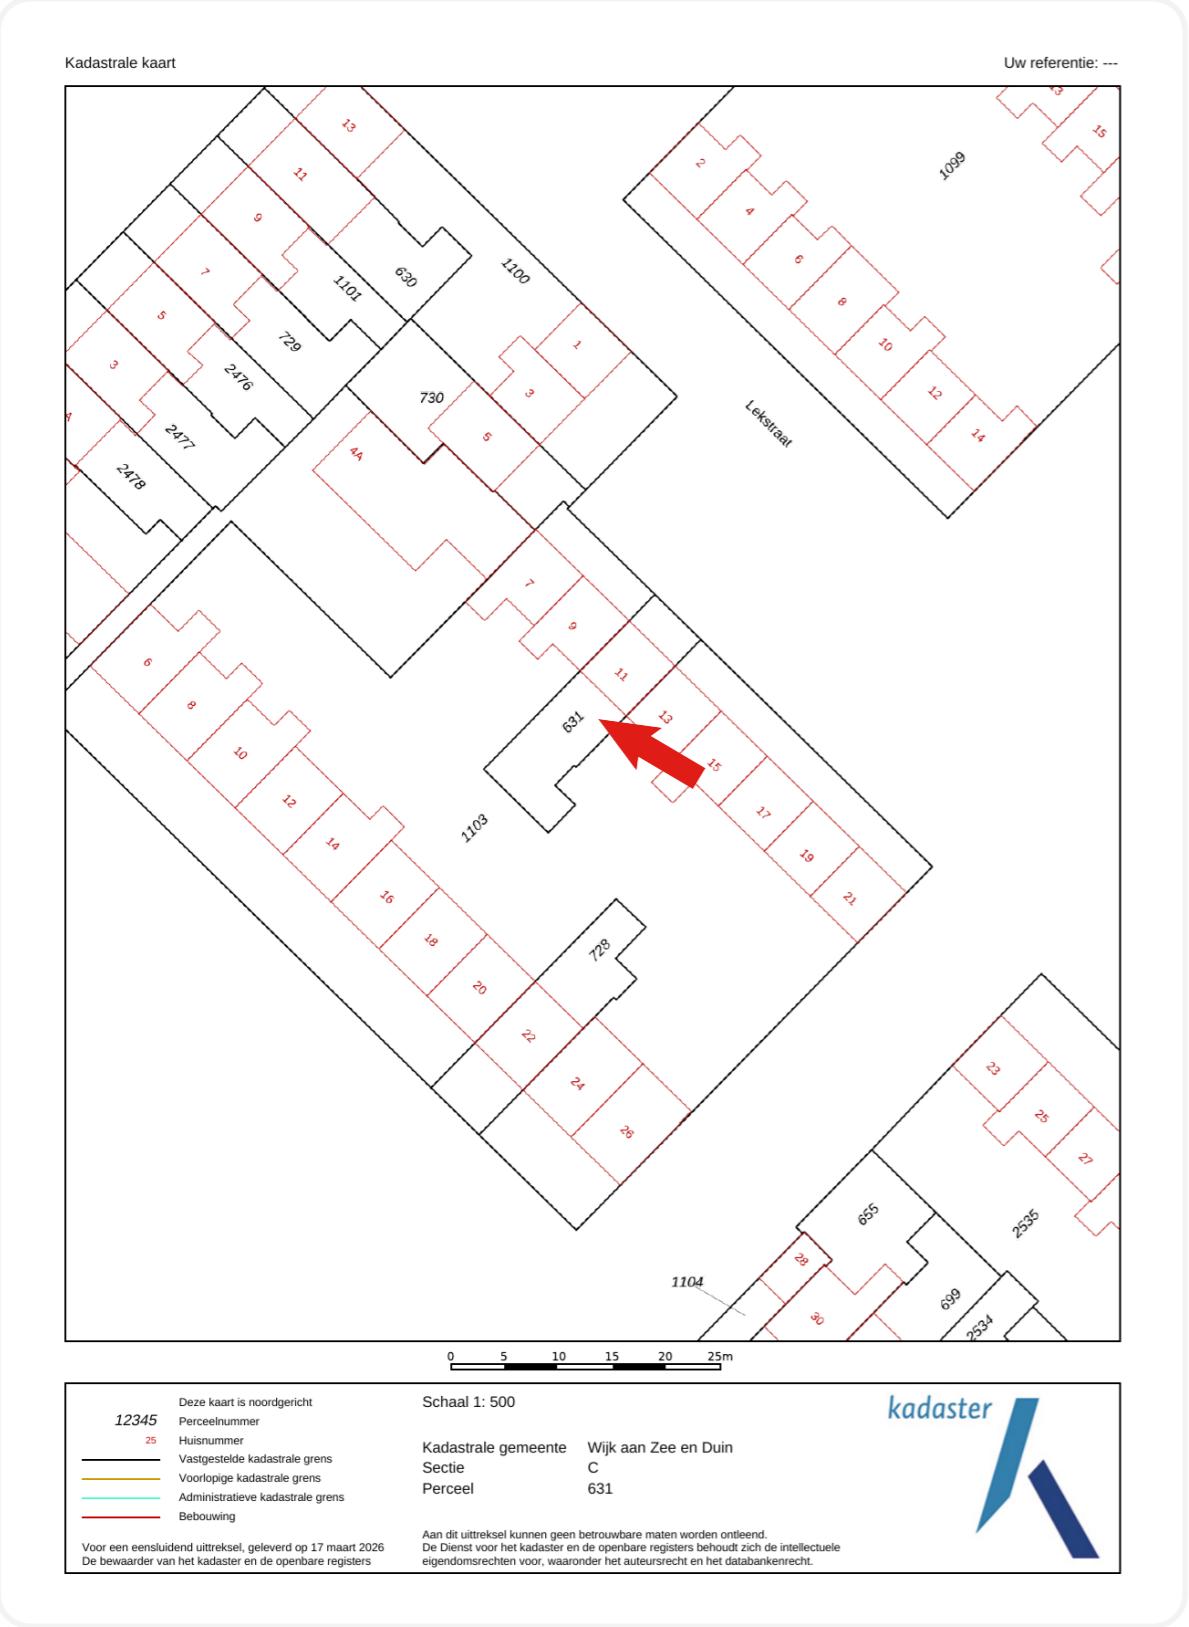 Kadastrale kaart
Uw referentie: ---
13
11
9
7
5
3
A
630
1100
1101
729
2476
2477
2478
730
1
3
5
4A
2
4
6
8
10
12
14
13
15
1099
Lekstraat
7
9
11
13
15
17
19
21
631
6
8
10
12
14
16
18
20
22
24
26
1103
728
23
25
27
655
2535
28
30
699
2534
1104
0 5 10 15 20 25m
Deze kaart is noordgericht
12345 Perceelnummer
25 Huisnummer
Vastgestelde kadastrale grens
Voorlopige kadastrale grens
Administratieve kadastrale grens
Bebouwing
Voor een eensluidend uittreksel, geleverd op 17 maart 2026
De bewaarder van het kadaster en de openbare registers
Schaal 1: 500
Kadastrale gemeente Wijk aan Zee en Duin
Sectie C
Perceel 631
Aan dit uittreksel kunnen geen betrouwbare maten worden ontleend.
De Dienst voor het kadaster en de openbare registers behoudt zich de intellectuele
eigendomsrechten voor, waaronder het auteursrecht en het databankenrecht.
kadaster